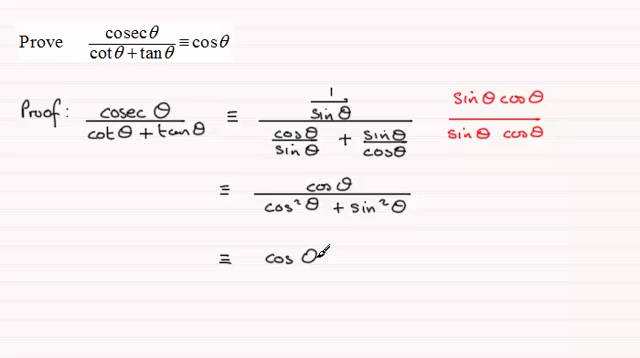 Prove cosecθ / (cotθ + tanθ) ≡ cosθ
Proof: cosec θ / (cot θ + tan θ) ≡ (1 / sin θ) / (cos θ / sin θ + sin θ / cos θ) sin θ cos θ / sin θ cos θ
≡ cos θ / (cos² θ + sin² θ)
≡ cos θ